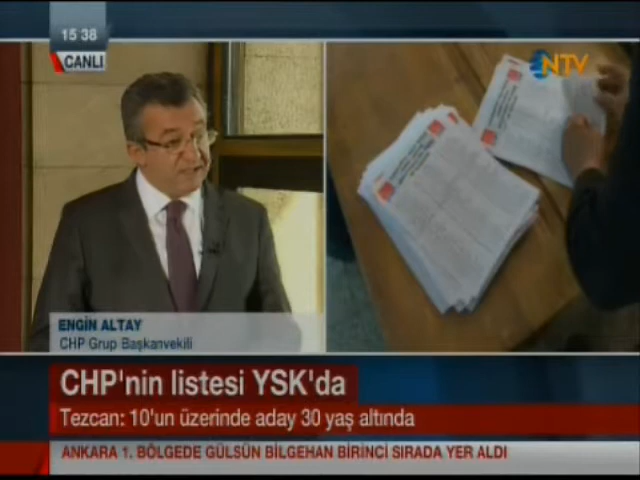 15 38
CANLI
NTV
ENGİN ALTAY
CHP Grup Başkanvekili
CHP'nin listesi YSK'da
Tezcan: 10'un üzerinde aday 30 yaş altında
ANKARA 1. BÖLGEDE GÜLSÜN BİLGEHAN BİRİNCİ SIRADA YER ALDI